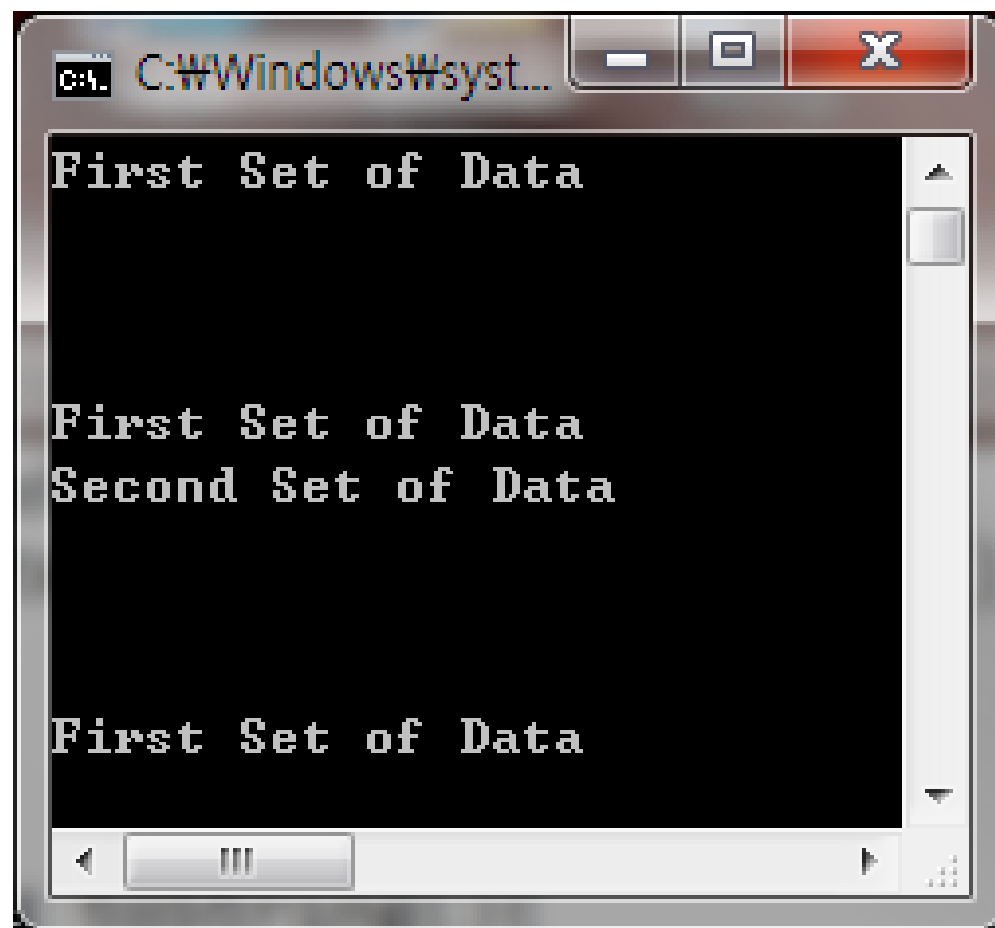 C:₩Windows₩syst...
First Set of Data
First Set of Data
Second Set of Data
First Set of Data